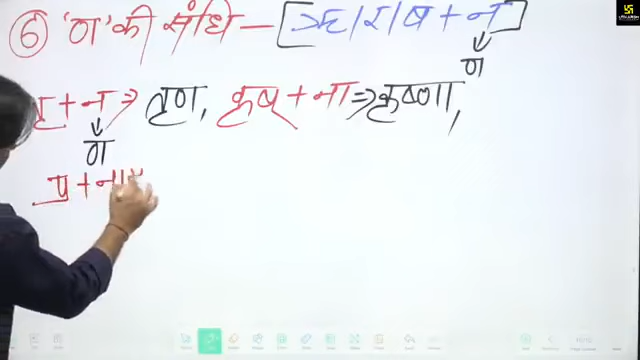 ⑥ 'ण' की संधि – [ऋ/र/ष + न]
ण
तृ + न ⇒ तृण, कृष् + ना ⇒ कृष्णा,
ण
प्र + ना